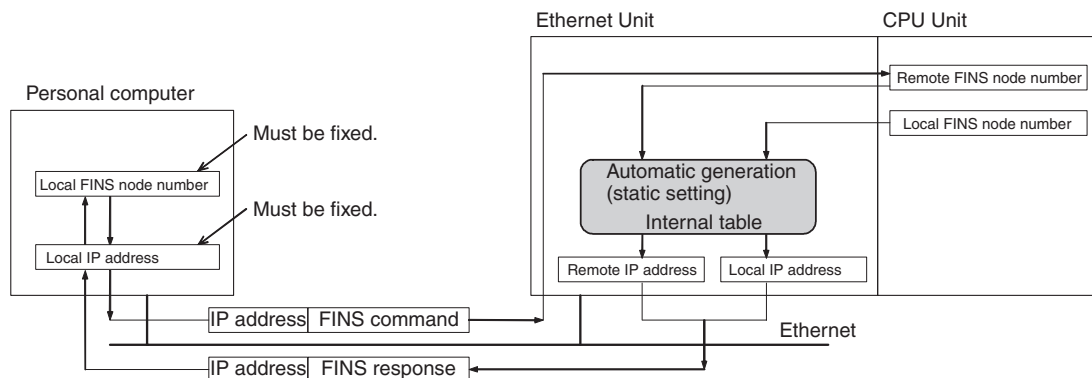 Ethernet Unit
CPU Unit
Personal computer
Must be fixed.
Local FINS node number
Must be fixed.
Local IP address
Remote FINS node number
Local FINS node number
Automatic generation
(static setting)
Internal table
Remote IP address
Local IP address
IP address
FINS command
Ethernet
IP address
FINS response